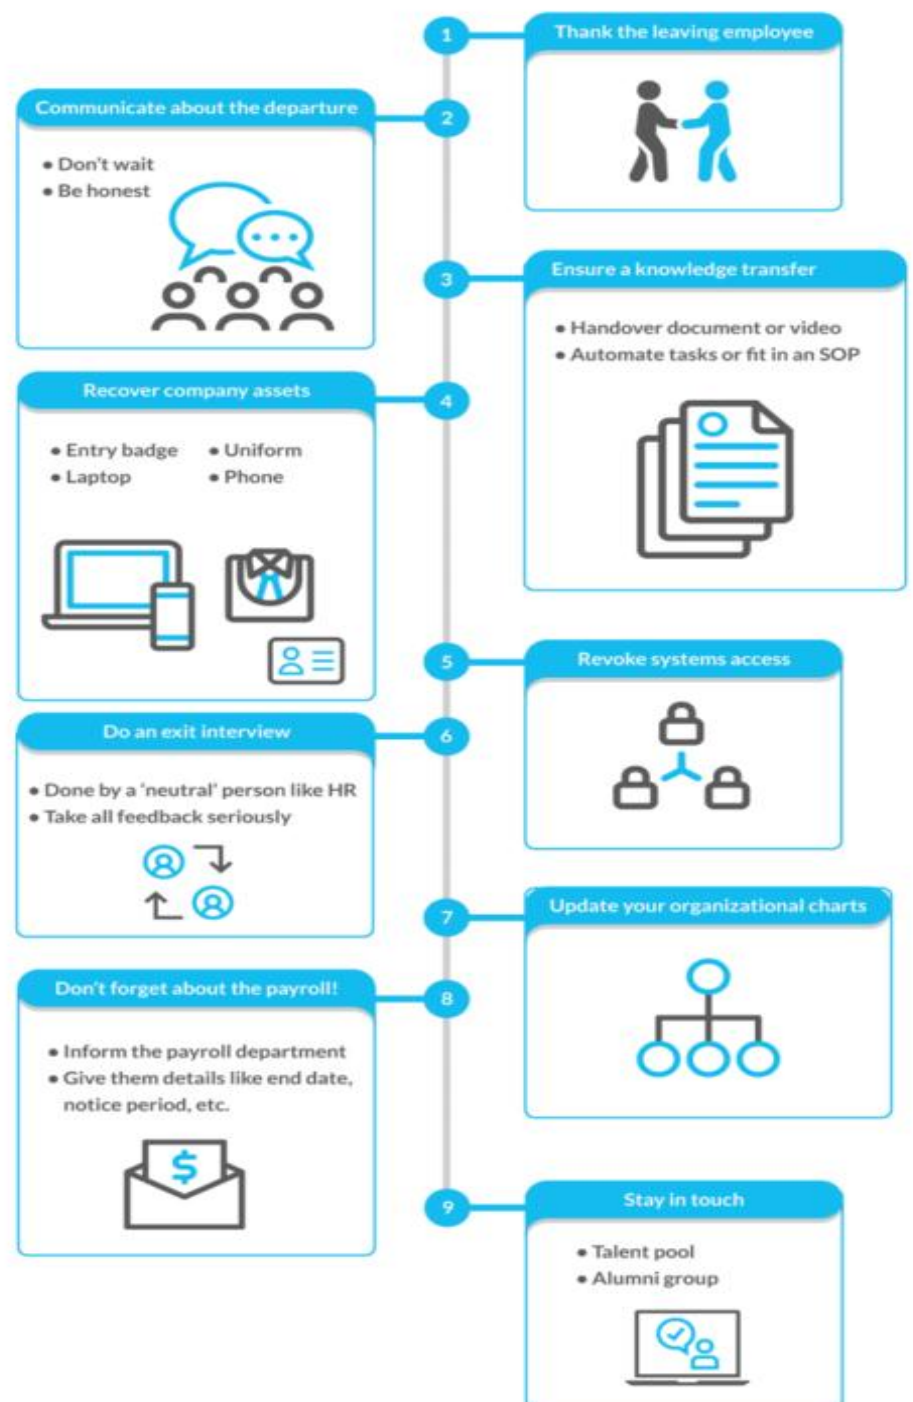 1
Thank the leaving employee
2
Communicate about the departure
• Don't wait
• Be honest
3
Ensure a knowledge transfer
• Handover document or video
• Automate tasks or fit in an SOP
4
Recover company assets
• Entry badge
• Laptop
• Uniform
• Phone
5
Revoke systems access
6
Do an exit interview
• Done by a 'neutral' person like HR
• Take all feedback seriously
7
Update your organizational charts
8
Don't forget about the payroll!
• Inform the payroll department
• Give them details like end date,
notice period, etc.
$
9
Stay in touch
• Talent pool
• Alumni group